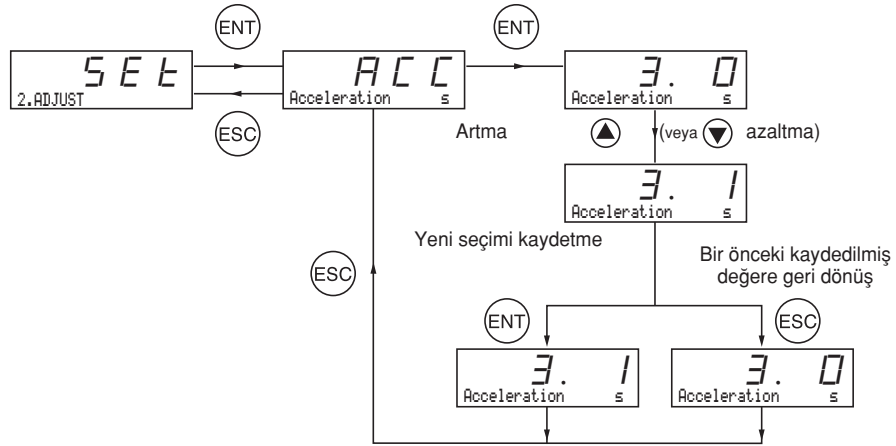 ENT
ENT
SEt
2.ADJUST
ACC
Acceleration s
3. 0
Acceleration s
ESC
Artma
(veya
azaltma)
3. 1
Acceleration s
Yeni seçimi kaydetme
Bir önceki kaydedilmiş
değere geri dönüş
ESC
ENT
ESC
3. 1
Acceleration s
3. 0
Acceleration s